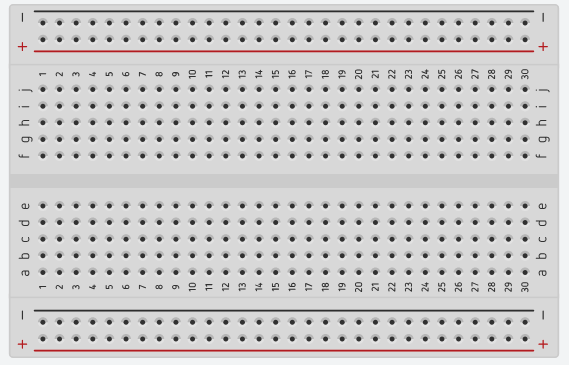 − −
+ +
1 2 3 4 5 6 7 8 9 10 11 12 13 14 15 16 17 18 19 20 21 22 23 24 25 26 27 28 29 30
j j
i i
h h
g g
f f
e e
d d
c c
b b
a a
1 2 3 4 5 6 7 8 9 10 11 12 13 14 15 16 17 18 19 20 21 22 23 24 25 26 27 28 29 30
− −
+ +